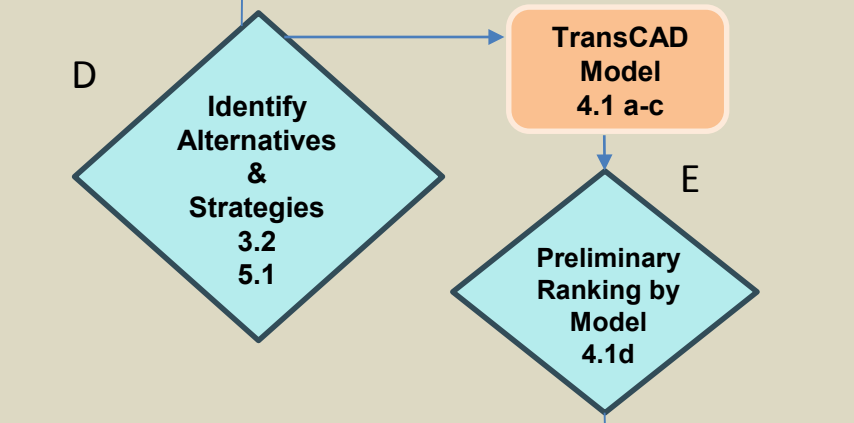 D
Identify
Alternatives
&
Strategies
3.2
5.1
TransCAD
Model
4.1 a-c
E
Preliminary
Ranking by
Model
4.1d